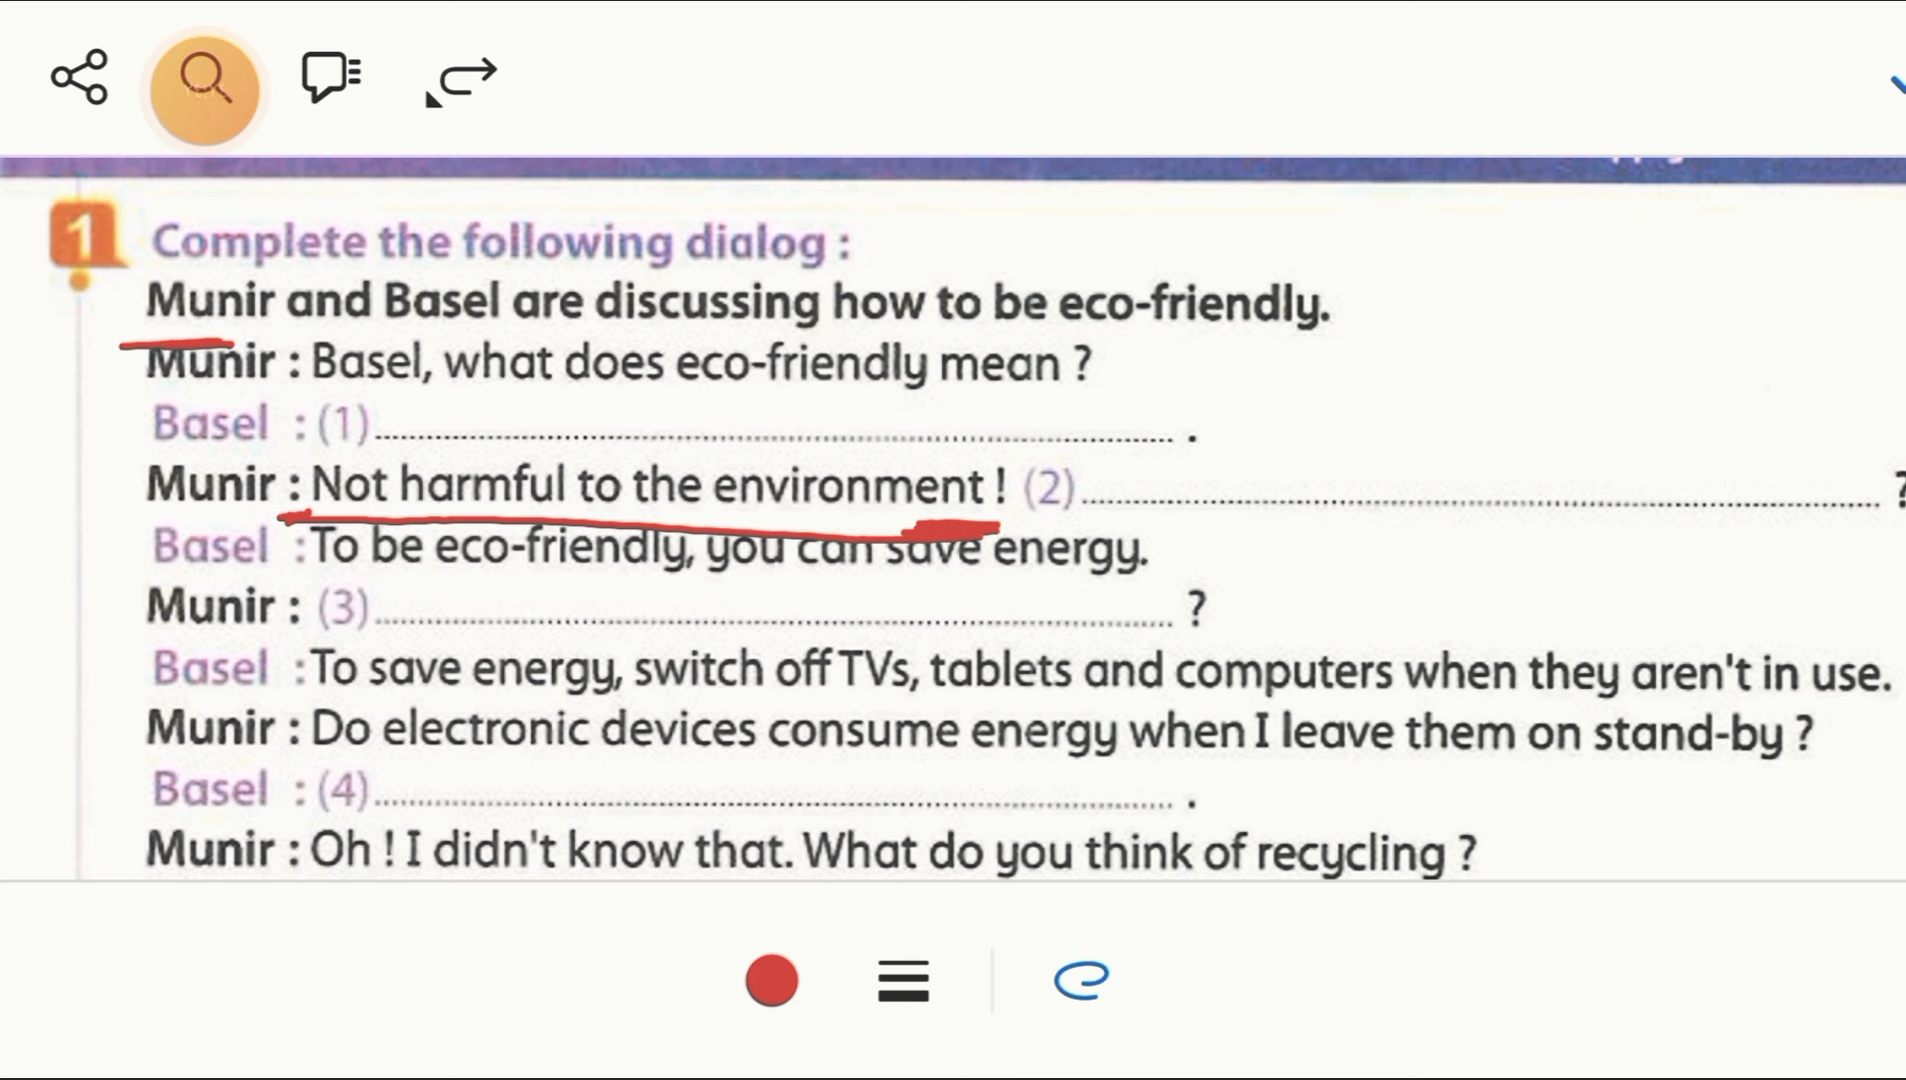 1 Complete the following dialog :
Munir and Basel are discussing how to be eco-friendly.
Munir : Basel, what does eco-friendly mean ?
Basel : (1) .
Munir : Not harmful to the environment ! (2) ?
Basel : To be eco-friendly, you can save energy.
Munir : (3) ?
Basel : To save energy, switch off TVs, tablets and computers when they aren't in use.
Munir : Do electronic devices consume energy when I leave them on stand-by ?
Basel : (4) .
Munir : Oh ! I didn't know that. What do you think of recycling ?